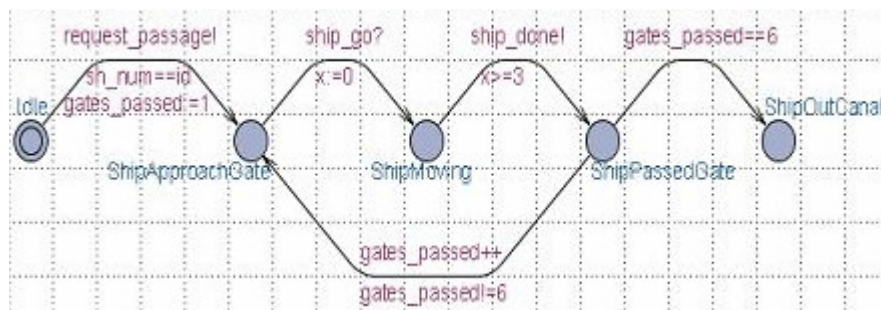 request_passage!
ship_go?
ship_done!
gates_passed==6
sh_num==id
x:=0
x>=3
Idle
gates_passed:=1
ShipOutCanal
ShipApproachGate
ShipMoving
ShipPassedGate
gates_passed++
gates_passed!=6